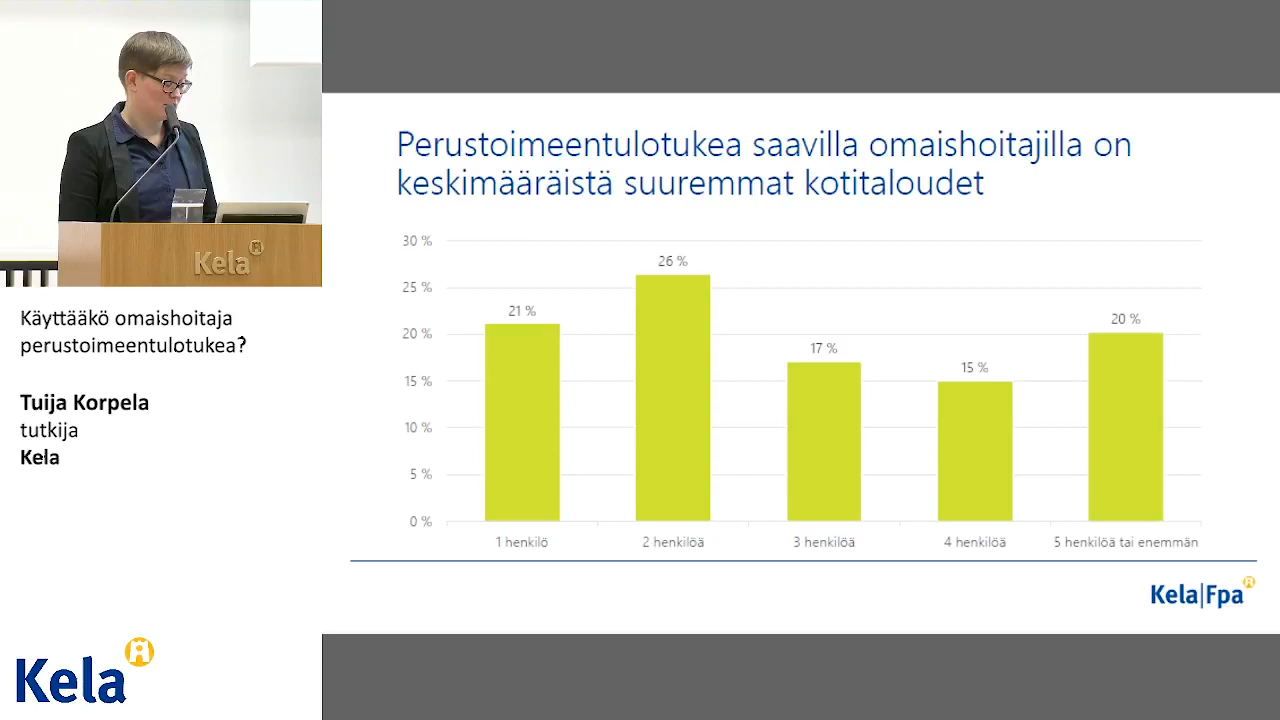 Kela
Käyttääkö omaishoitaja
perustoimeentulotukea?
Tuija Korpela
tutkija
Kela
Kela
Perustoimeentulotukea saavilla omaishoitajilla on
keskimääräistä suuremmat kotitaloudet
30 %
25 %
20 %
15 %
10 %
5 %
0 %
21 %
26 %
17 %
15 %
20 %
1 henkilö
2 henkilöä
3 henkilöä
4 henkilöä
5 henkilöä tai enemmän
Kela|Fpa